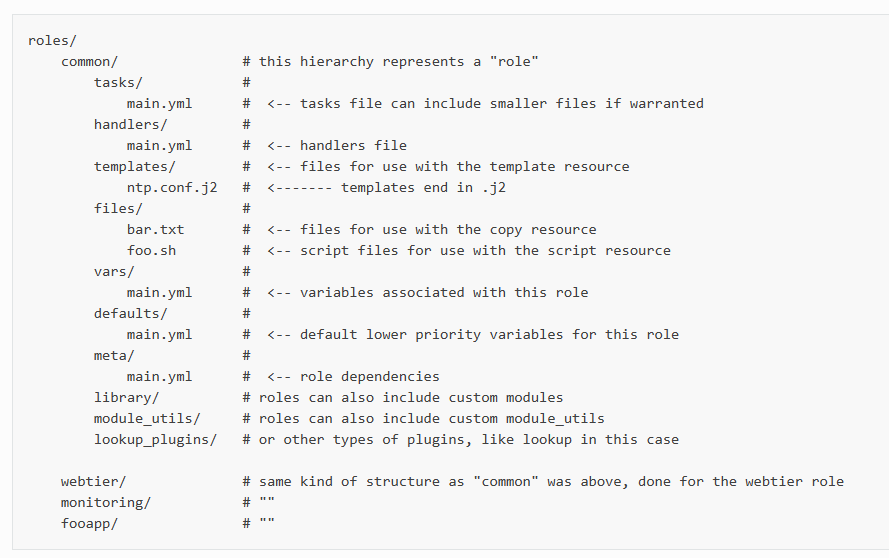 roles/
    common/               # this hierarchy represents a "role"
        tasks/            #
            main.yml      #  <-- tasks file can include smaller files if warranted
        handlers/         #
            main.yml      #  <-- handlers file
        templates/        #  <-- files for use with the template resource
            ntp.conf.j2   #  <------- templates end in .j2
        files/            #
            bar.txt       #  <-- files for use with the copy resource
            foo.sh        #  <-- script files for use with the script resource
        vars/             #
            main.yml      #  <-- variables associated with this role
        defaults/         #
            main.yml      #  <-- default lower priority variables for this role
        meta/             #
            main.yml      #  <-- role dependencies
        library/          # roles can also include custom modules
        module_utils/     # roles can also include custom module_utils
        lookup_plugins/   # or other types of plugins, like lookup in this case
    webtier/              # same kind of structure as "common" was above, done for the webtier role
    monitoring/           # ""
    fooapp/               # ""